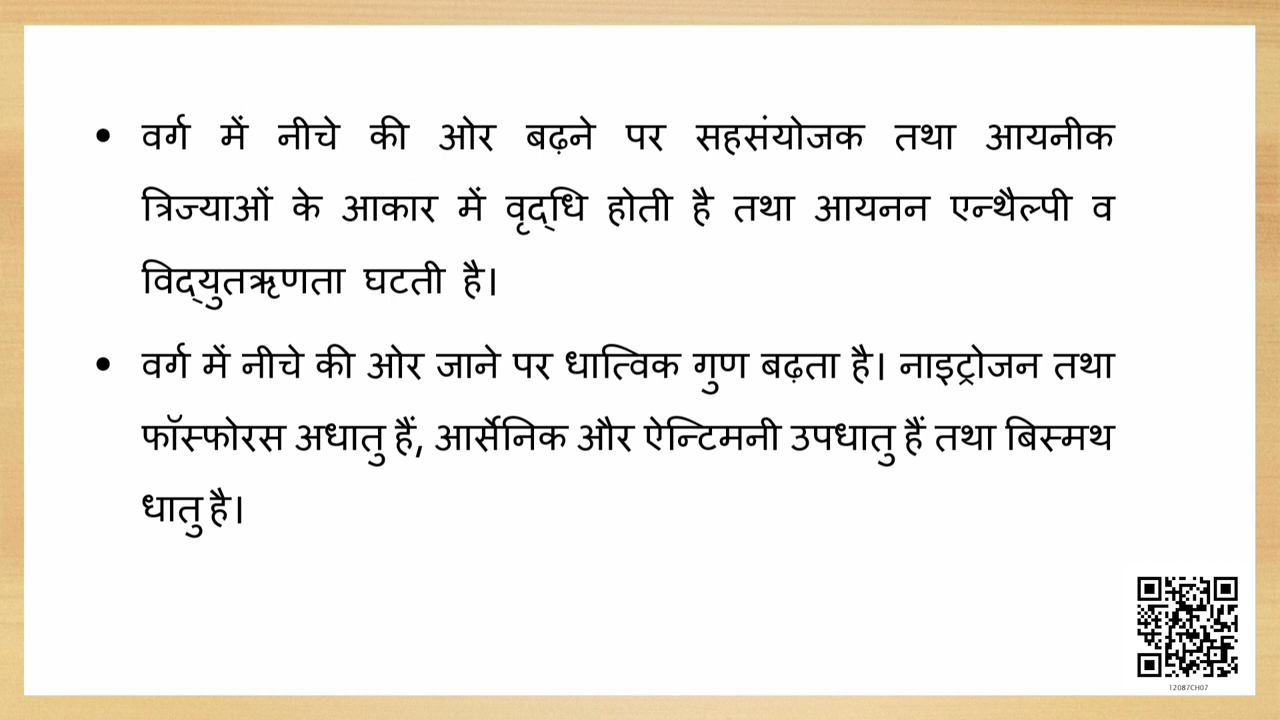 • वर्ग में नीचे की ओर बढ़ने पर सहसंयोजक तथा आयनीक
त्रिज्याओं के आकार में वृद्‌धि होती है तथा आयनन एन्थैल्पी व
विद्‌युतऋणता घटती है।
• वर्ग में नीचे की ओर जाने पर धात्विक गुण बढ़ता है। नाइट्रोजन तथा
फॉस्फोरस अधातु हैं, आर्सेनिक और ऐन्टिमनी उपधातु हैं तथा बिस्मथ
धातु है।
12087CH07